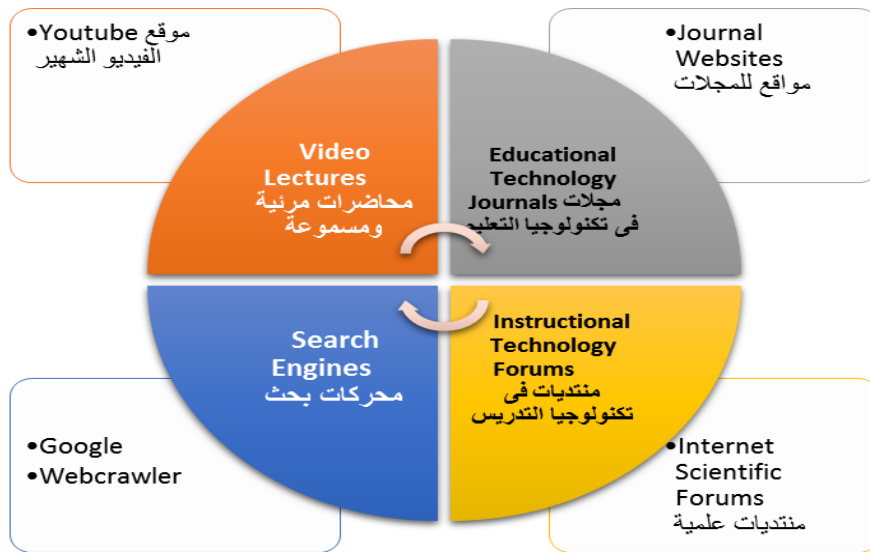 •Youtube موقع
الفيديو الشهير
•Journal
Websites
مواقع للمجلات
Video
Lectures
محاضرات مرئية
ومسموعة
Educational
Technology
Journals مجلات
فى تكنولوجيا التعليم
Search
Engines
محركات بحث
Instructional
Technology
Forums
منتديات فى
تكنولوجيا التدريس
•Google
•Webcrawler
•Internet
Scientific
Forums
منتديات علمية